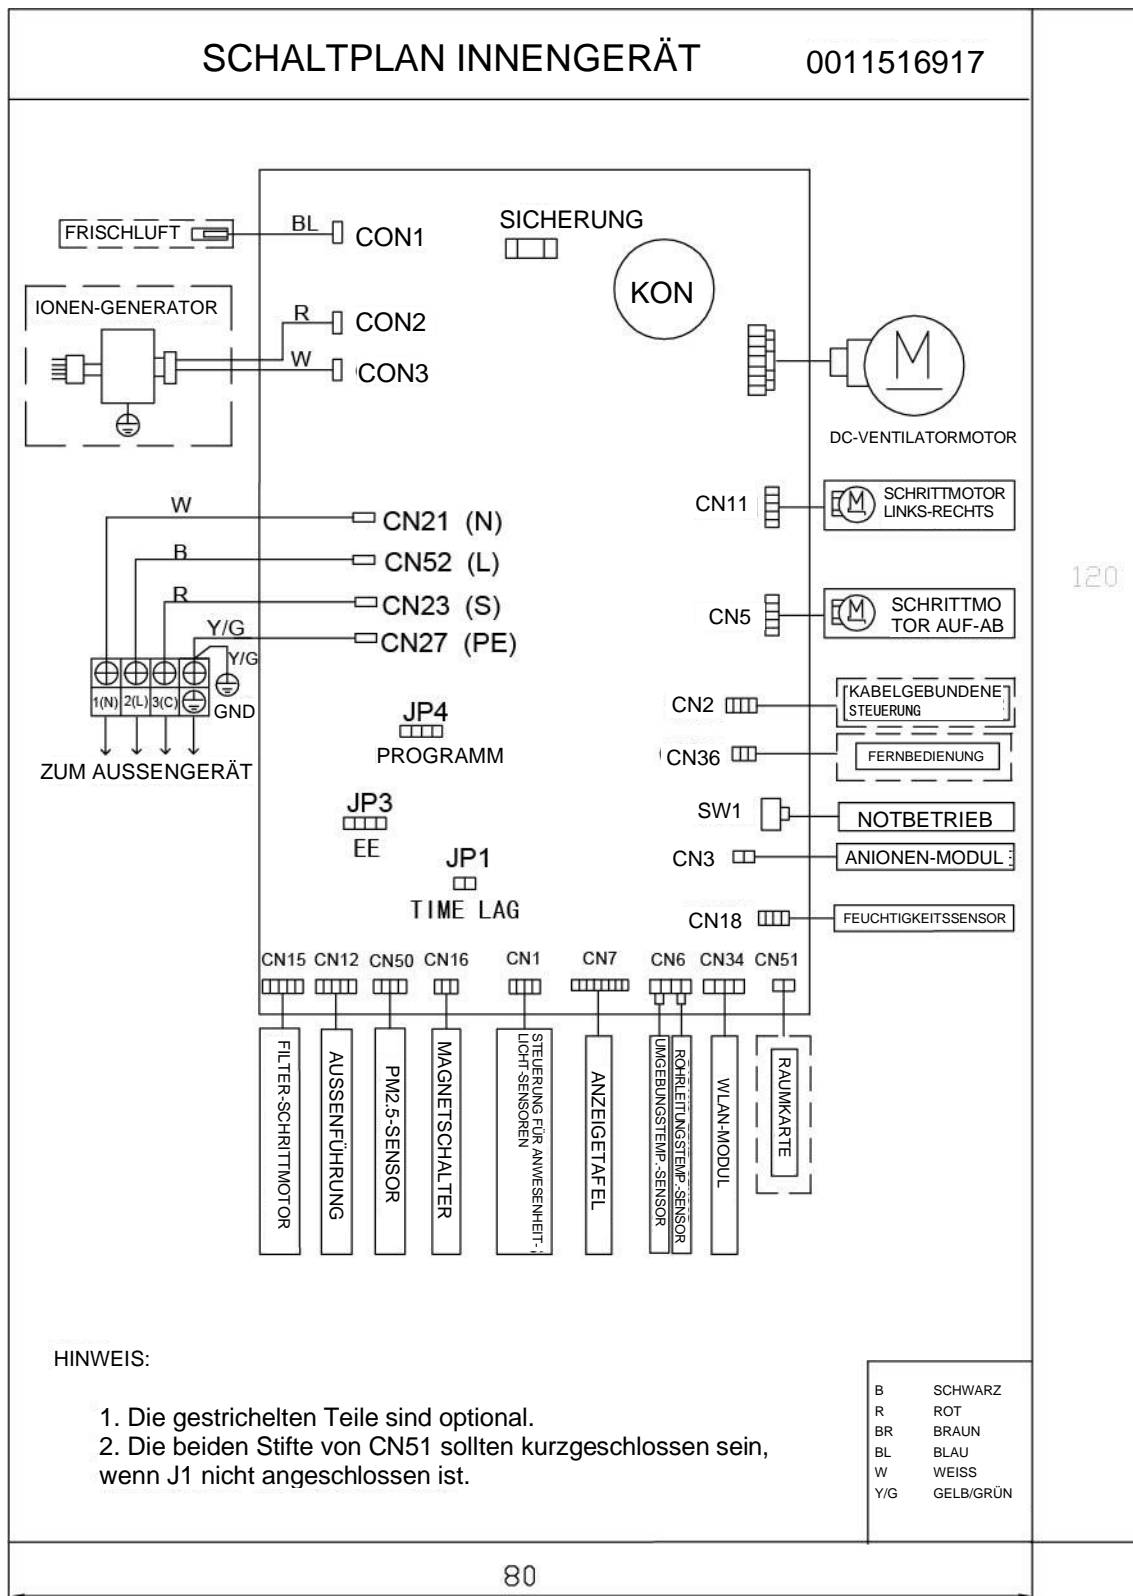 SCHALTPLAN INNENGERÄT 0011516917
FRISCHLUFT
BL
CON1
SICHERUNG
KON
IONEN-GENERATOR
R
CON2
W
CON3
M
DC-VENTILATORMOTOR
W
CN21 (N)
B
CN52 (L)
R
CN23 (S)
Y/G
CN27 (PE)
Y/G
GND
1(N) 2(L) 3(C)
ZUM AUSSENGERÄT
CN11
M
SCHRITTMOTOR
LINKS-RECHTS
CN5
M
SCHRITTMO
TOR AUF-AB
CN2
KABELGEBUNDENE
STEUERUNG
CN36
FERNBEDIENUNG
SW1
NOTBETRIEB
CN3
ANIONEN-MODUL
CN18
FEUCHTIGKEITSSENSOR
JP4
PROGRAMM
JP3
EE
JP1
TIME LAG
CN15 CN12 CN50 CN16 CN1 CN7 CN6 CN34 CN51
FILTER-SCHRITTMOTOR
AUSSENFÜHRUNG
PM2.5-SENSOR
MAGNETSCHALTER
STEUERUNG FÜR ANWESENHEIT-
LICHT-SENSOREN
ANZEIGETAFEL
UMGEBUNGSTEMP.-SENSOR
ROHRLEITUNGSTEMP.-SENSOR
WLAN-MODUL
RAUMKARTE
120
HINWEIS:
1. Die gestrichelten Teile sind optional.
2. Die beiden Stifte von CN51 sollten kurzgeschlossen sein,
wenn J1 nicht angeschlossen ist.
B SCHWARZ
R ROT
BR BRAUN
BL BLAU
W WEISS
Y/G GELB/GRÜN
80